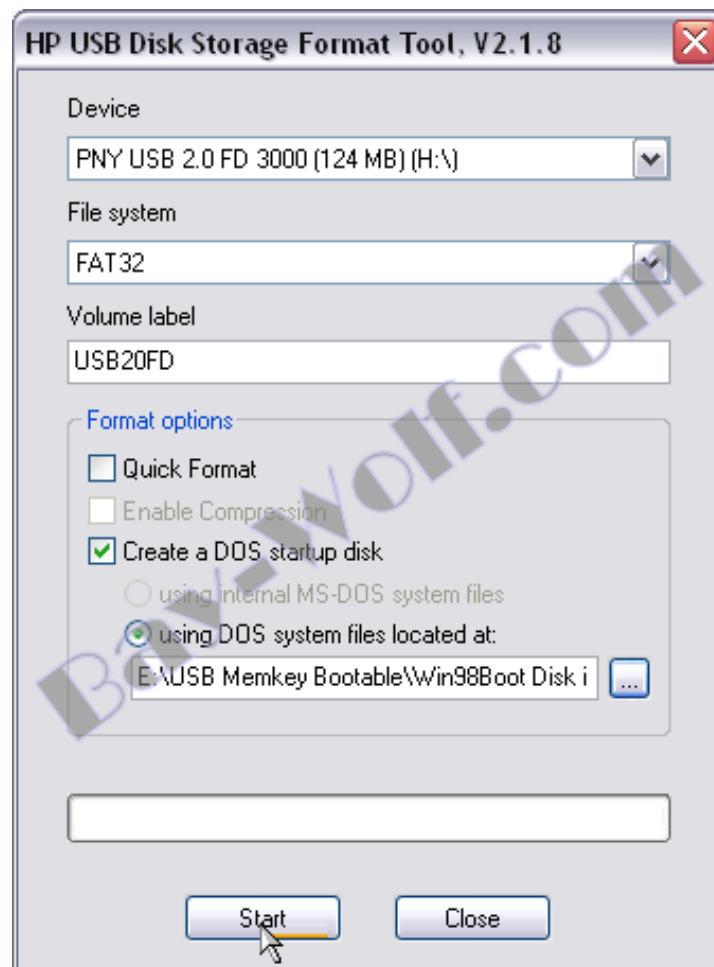 HP USB Disk Storage Format Tool, V2.1.8
Device
PNY USB 2.0 FD 3000 (124 MB) (H:\)
File system
FAT32
Volume label
USB20FD
Format options
Quick Format
Enable Compression
Create a DOS startup disk
using internal MS-DOS system files
using DOS system files located at:
E:\USB Memkey Bootable\Win98Boot Disk i
...
Start
Close
Bay-Wolf.com